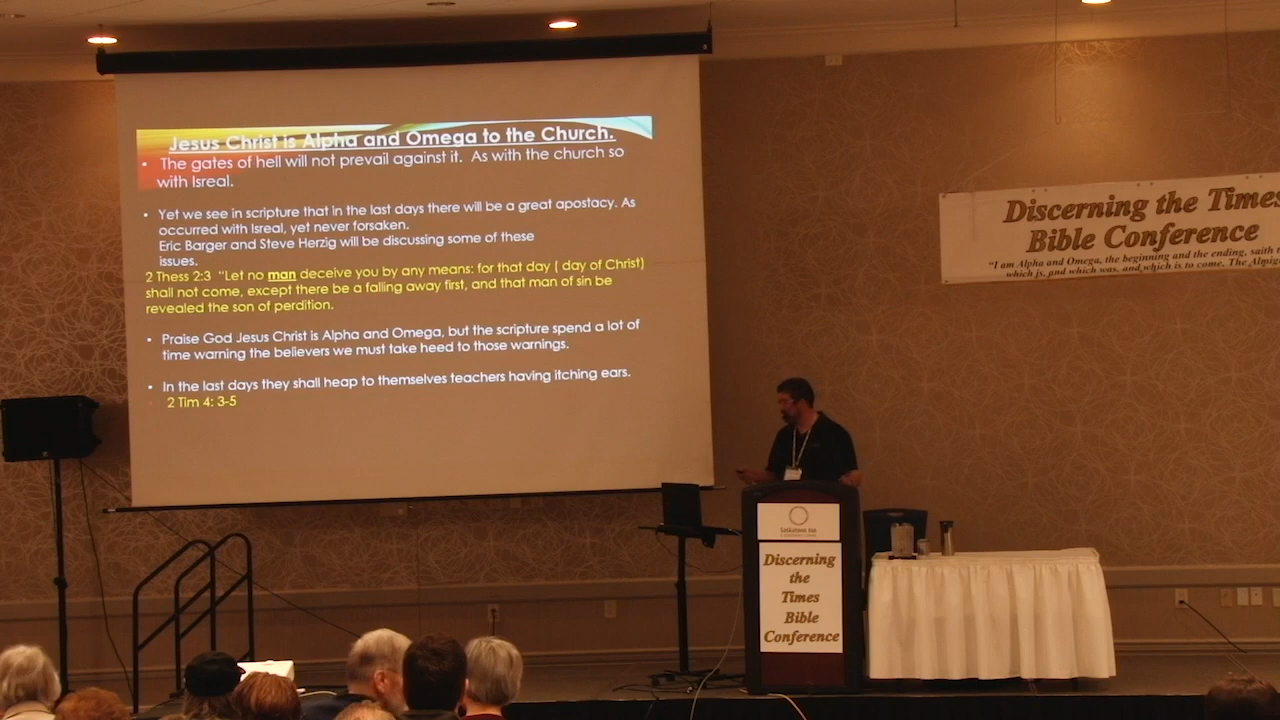 Jesus Christ is Alpha and Omega to the Church.
• The gates of hell will not prevail against it. As with the church so
with Isreal.
• Yet we see in scripture that in the last days there will be a great apostacy. As
occurred with Isreal, yet never forsaken.
Eric Barger and Steve Herzig will be discussing some of these
issues.
2 Thess 2:3 "Let no man deceive you by any means: for that day ( day of Christ)
shall not come, except there be a falling away first, and that man of sin be
revealed the son of perdition.
• Praise God Jesus Christ is Alpha and Omega, but the scripture spend a lot of
time warning the believers we must take heed to those warnings.
• In the last days they shall heap to themselves teachers having itching ears.
2 Tim 4: 3-5
Discerning the Times
Bible Conference
"I am Alpha and Omega, the beginning and the ending, saith
which is, and which was, and which is to come. The
Discerning
the
Times
Bible
Conference